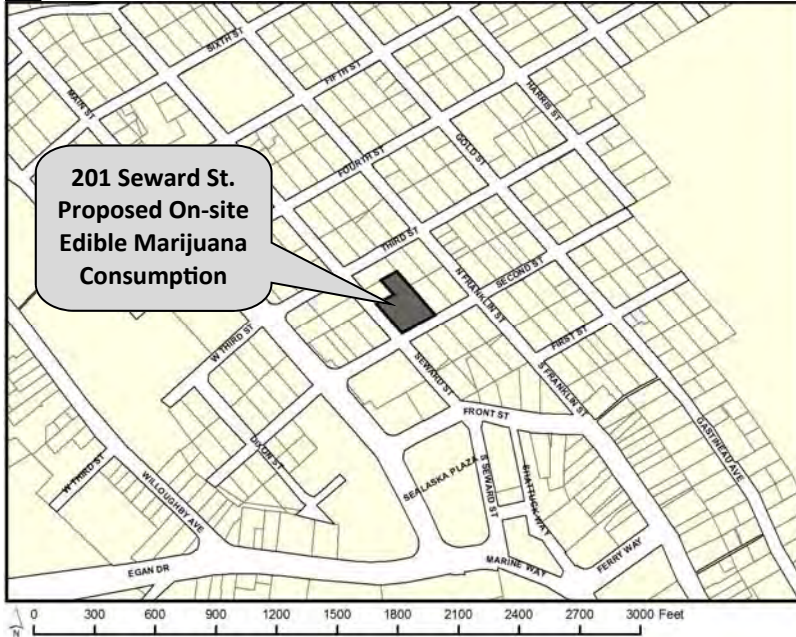 SIXTH ST
MAIN ST
FIFTH ST
HARRIS ST
GOLD ST
FOURTH ST
201 Seward St.
Proposed On-site
Edible Marijuana
Consumption
THIRD ST
SECOND ST
N FRANKLIN ST
W THIRD ST
FIRST ST
SEWARD ST
S FRANKLIN ST
FRONT ST
GASTINEAU AVE
DIXON ST
W THIRD ST
SEALASKA PLAZA
S SEWARD ST
SHATTUCK WAY
WILLOUGHBY AVE
FERRY WAY
MARINE WAY
EGAN DR
N
0 300 600 900 1200 1500 1800 2100 2400 2700 3000 Feet